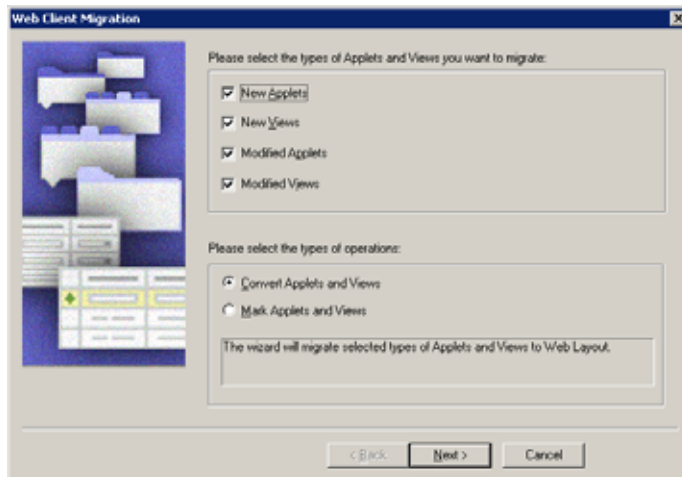 Web Client Migration
Please select the types of Applets and Views you want to migrate:
New Applets
New Views
Modified Applets
Modified Views
Please select the types of operations:
Convert Applets and Views
Mark Applets and Views
The wizard will migrate selected types of Applets and Views to Web Layout.
< Back Next > Cancel